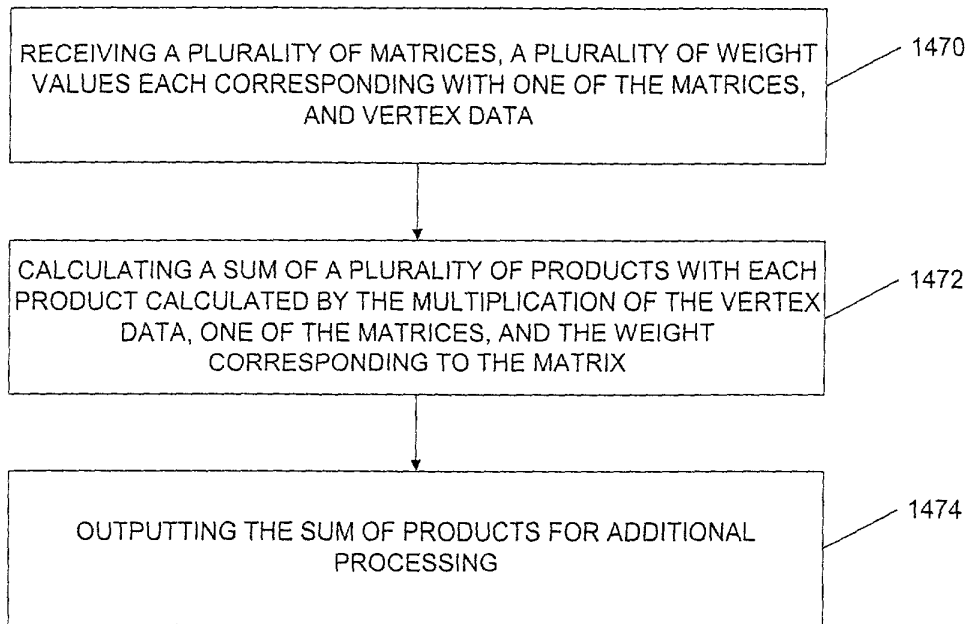 RECEIVING A PLURALITY OF MATRICES, A PLURALITY OF WEIGHT
VALUES EACH CORRESPONDING WITH ONE OF THE MATRICES,
AND VERTEX DATA
1470
CALCULATING A SUM OF A PLURALITY OF PRODUCTS WITH EACH
PRODUCT CALCULATED BY THE MULTIPLICATION OF THE VERTEX
DATA, ONE OF THE MATRICES, AND THE WEIGHT
CORRESPONDING TO THE MATRIX
1472
OUTPUTTING THE SUM OF PRODUCTS FOR ADDITIONAL
PROCESSING
1474